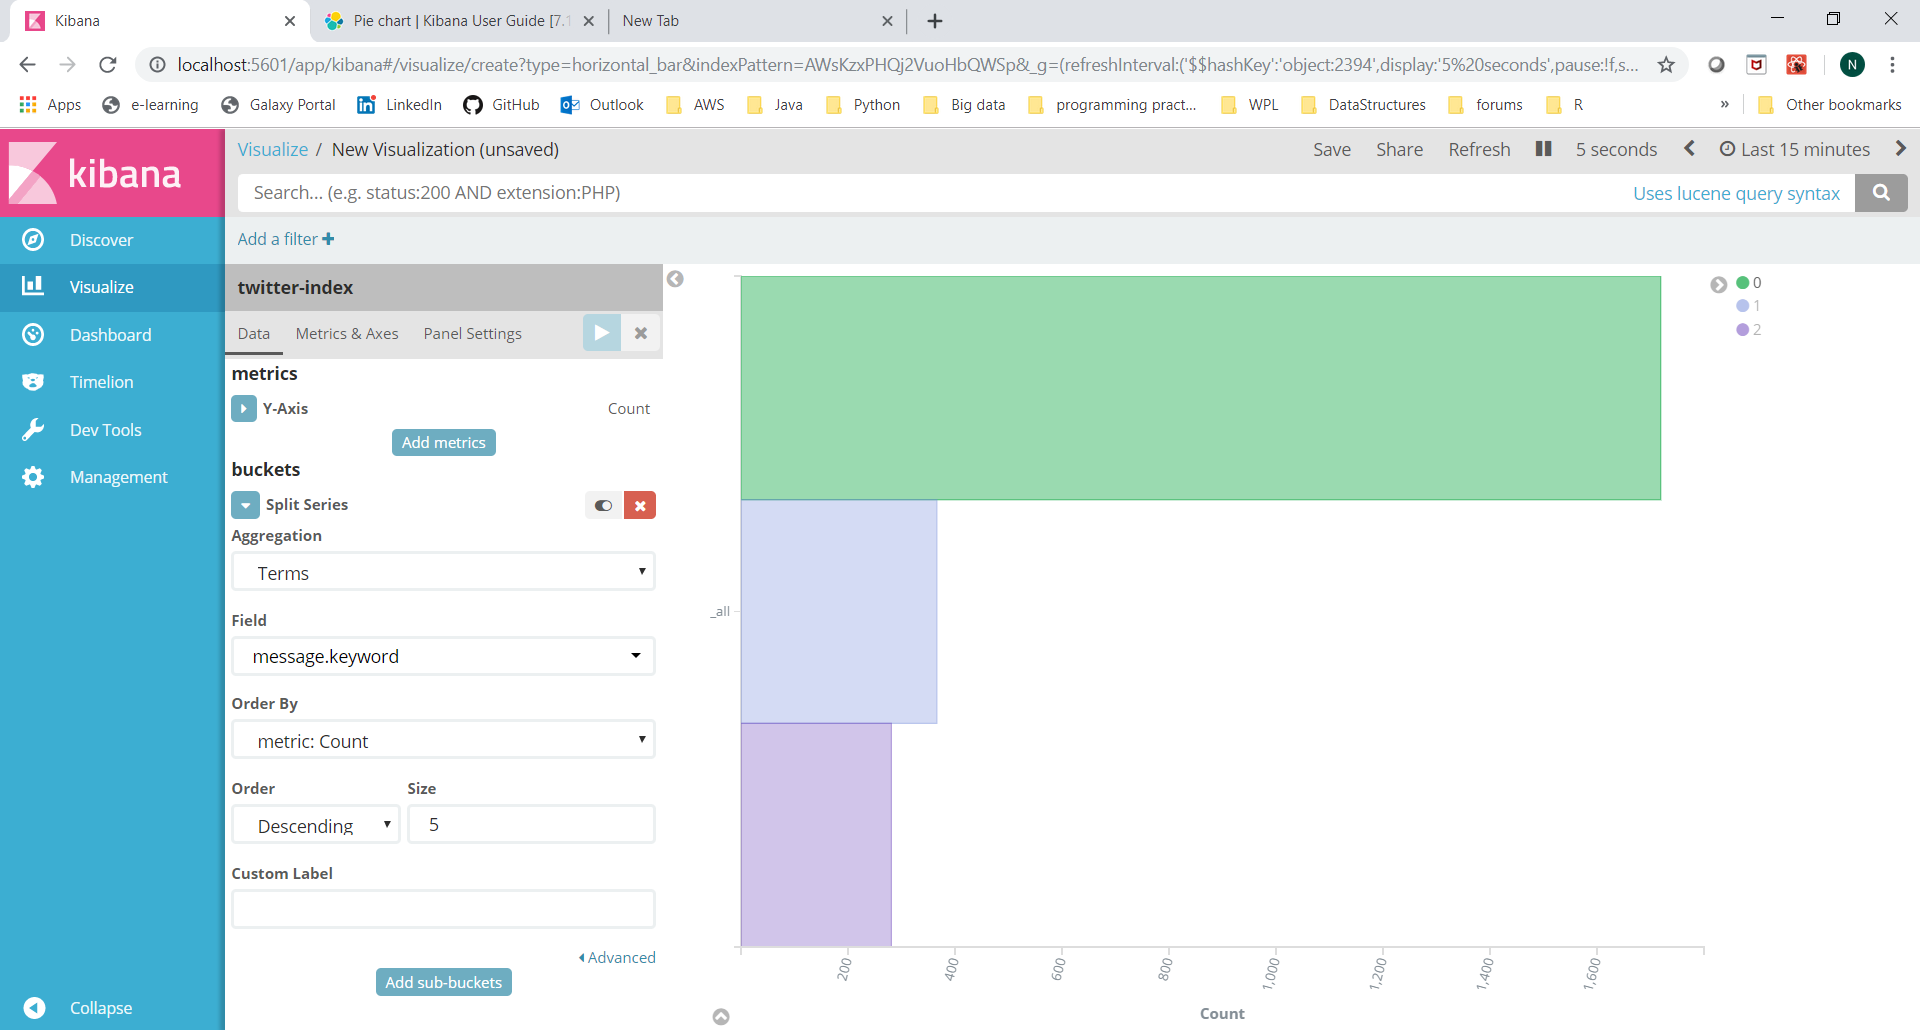 Kibana
Pie chart | Kibana User Guide [7.1
New Tab
localhost:5601/app/kibana#/visualize/create?type=horizontal_bar&indexPattern=AWsKzxPHQj2VuoHbQWSp&_g=(refreshInterval:('$$hashKey':'object:2394',display:'5%20seconds',pause:!f,s...
N
Apps e-learning Galaxy Portal LinkedIn GitHub Outlook AWS Java Python Big data programming pract... WPL DataStructures forums R » Other bookmarks
kibana
Visualize / New Visualization (unsaved)
Save Share Refresh 5 seconds Last 15 minutes
Search... (e.g. status:200 AND extension:PHP)
Uses lucene query syntax
Add a filter +
Discover
Visualize
Dashboard
Timelion
Dev Tools
Management
Collapse
twitter-index
Data Metrics & Axes Panel Settings
metrics
Y-Axis Count
Add metrics
buckets
Split Series
Aggregation
Terms
Field
message.keyword
Order By
metric: Count
Order Size
Descending 5
Custom Label
Advanced
Add sub-buckets
_all
200 400 600 800 1,000 1,200 1,400 1,600
Count
0
1
2